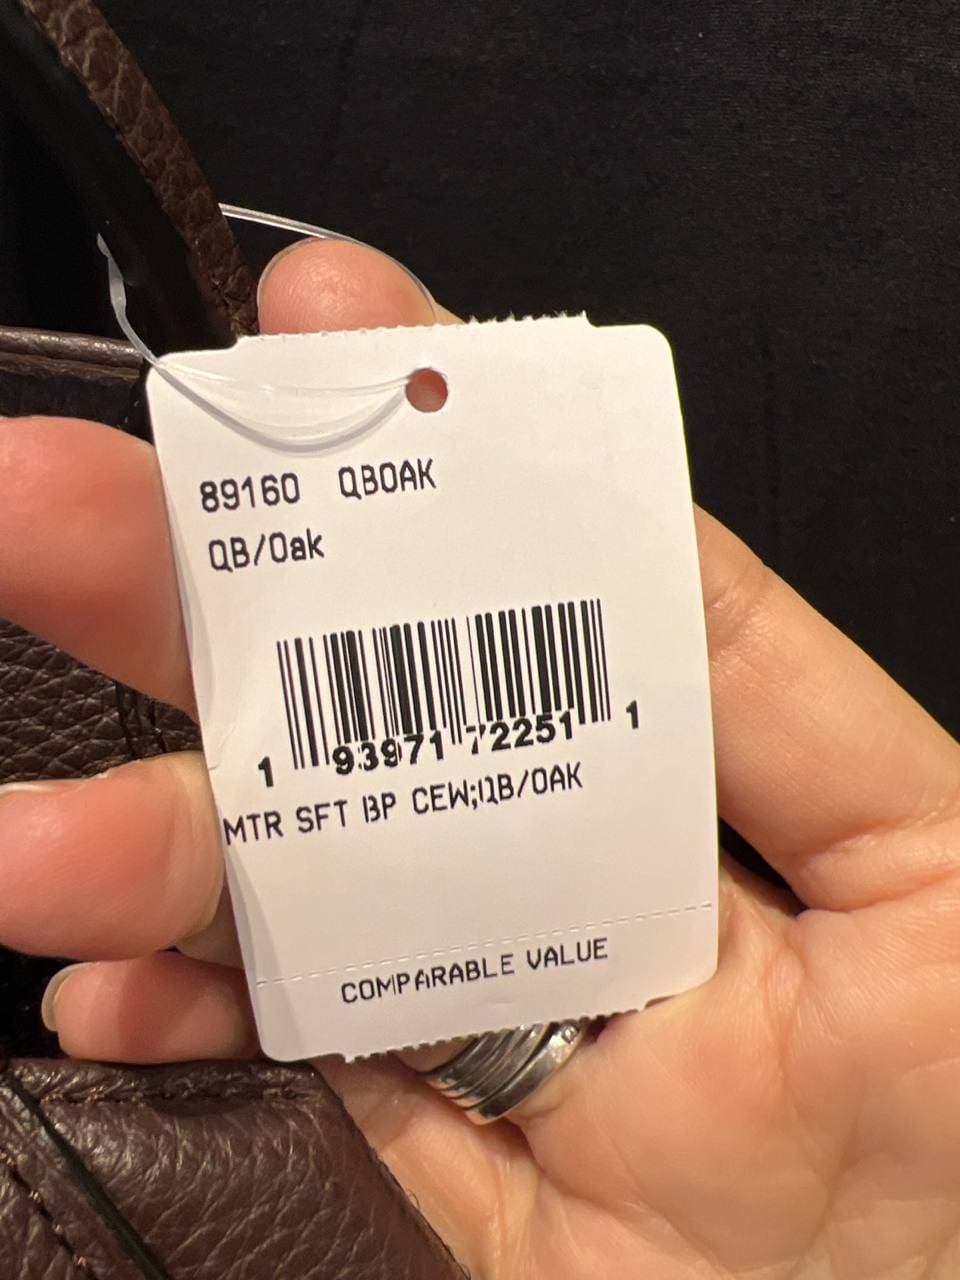 89160 QBOAK
QB/Oak
1 93971 72251 1
MTR SFT BP CEW;QB/OAK
COMPARABLE VALUE